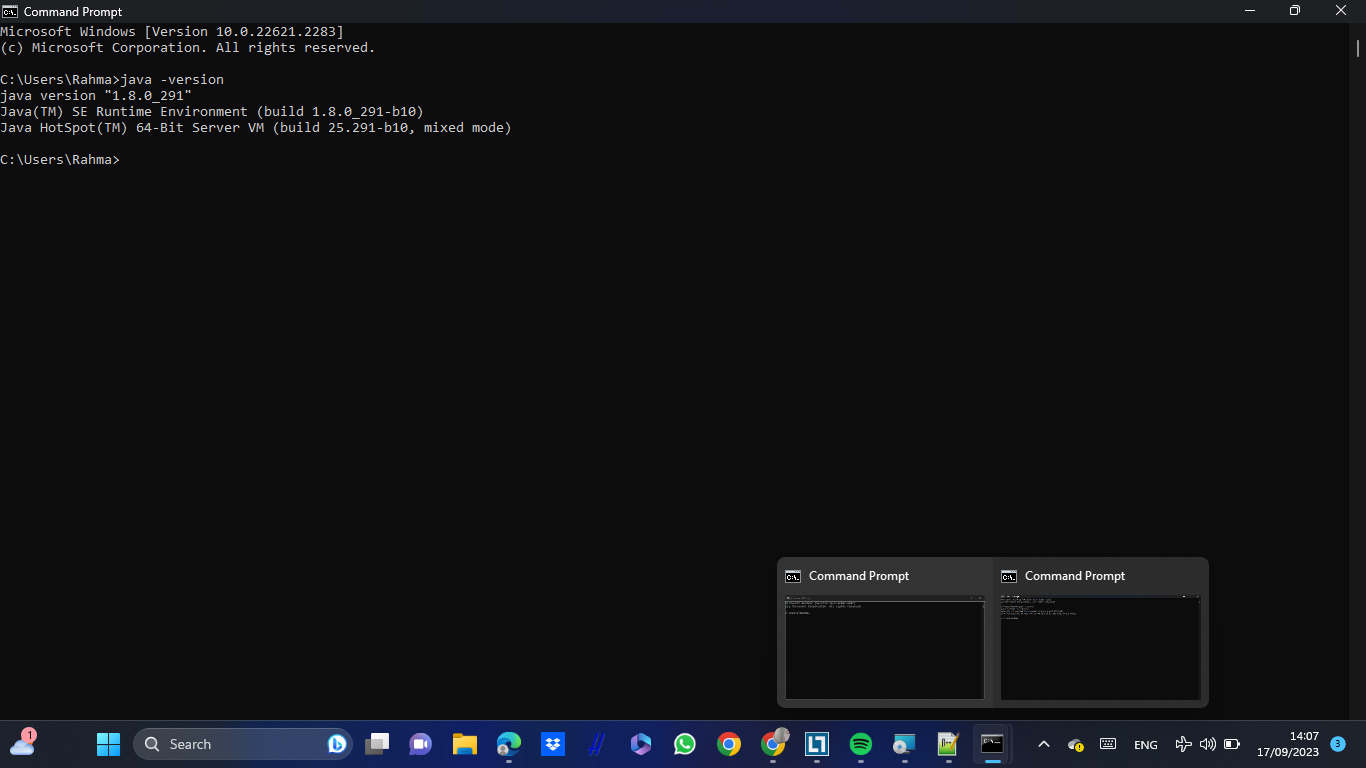 Command Prompt
Microsoft Windows [Version 10.0.22621.2283]
(c) Microsoft Corporation. All rights reserved.
C:\Users\Rahma>java -version
java version "1.8.0_291"
Java(TM) SE Runtime Environment (build 1.8.0_291-b10)
Java HotSpot(TM) 64-Bit Server VM (build 25.291-b10, mixed mode)
C:\Users\Rahma>
Command Prompt
Command Prompt
1
Search
ENG
14:07
17/09/2023
3